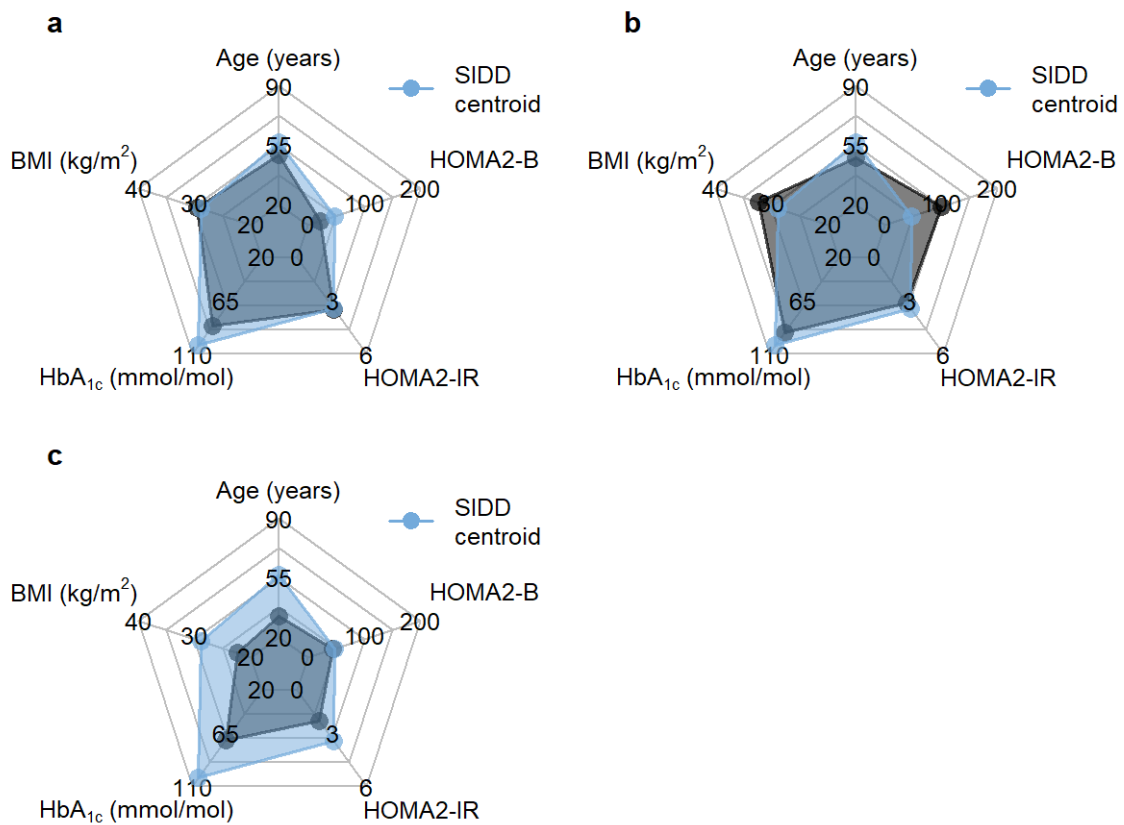 a
Age (years)
SIDD
centroid
90
55
20
HOMA2-B
200
100
0
BMI (kg/m²)
40
30
20
20
0
65
3
110
6
HbA₁c (mmol/mol)
HOMA2-IR
b
Age (years)
SIDD
centroid
90
55
20
HOMA2-B
200
100
0
BMI (kg/m²)
40
30
20
20
0
65
3
110
6
HbA₁c (mmol/mol)
HOMA2-IR
c
Age (years)
SIDD
centroid
90
55
20
HOMA2-B
200
100
0
BMI (kg/m²)
40
30
20
20
0
65
3
110
6
HbA₁c (mmol/mol)
HOMA2-IR